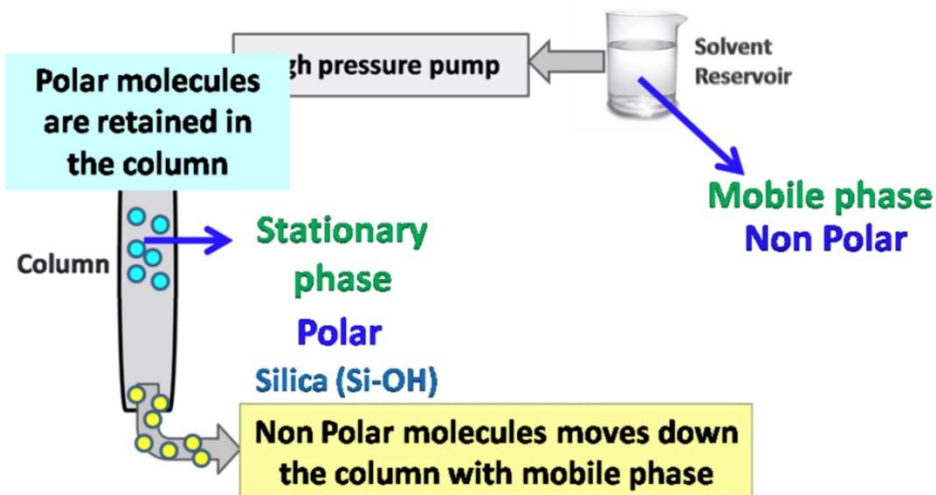 Solvent
Reservoir
gh pressure pump
Polar molecules
are retained in
the column
Mobile phase
Non Polar
Column
Stationary
phase
Polar
Silica (Si-OH)
Non Polar molecules moves down
the column with mobile phase